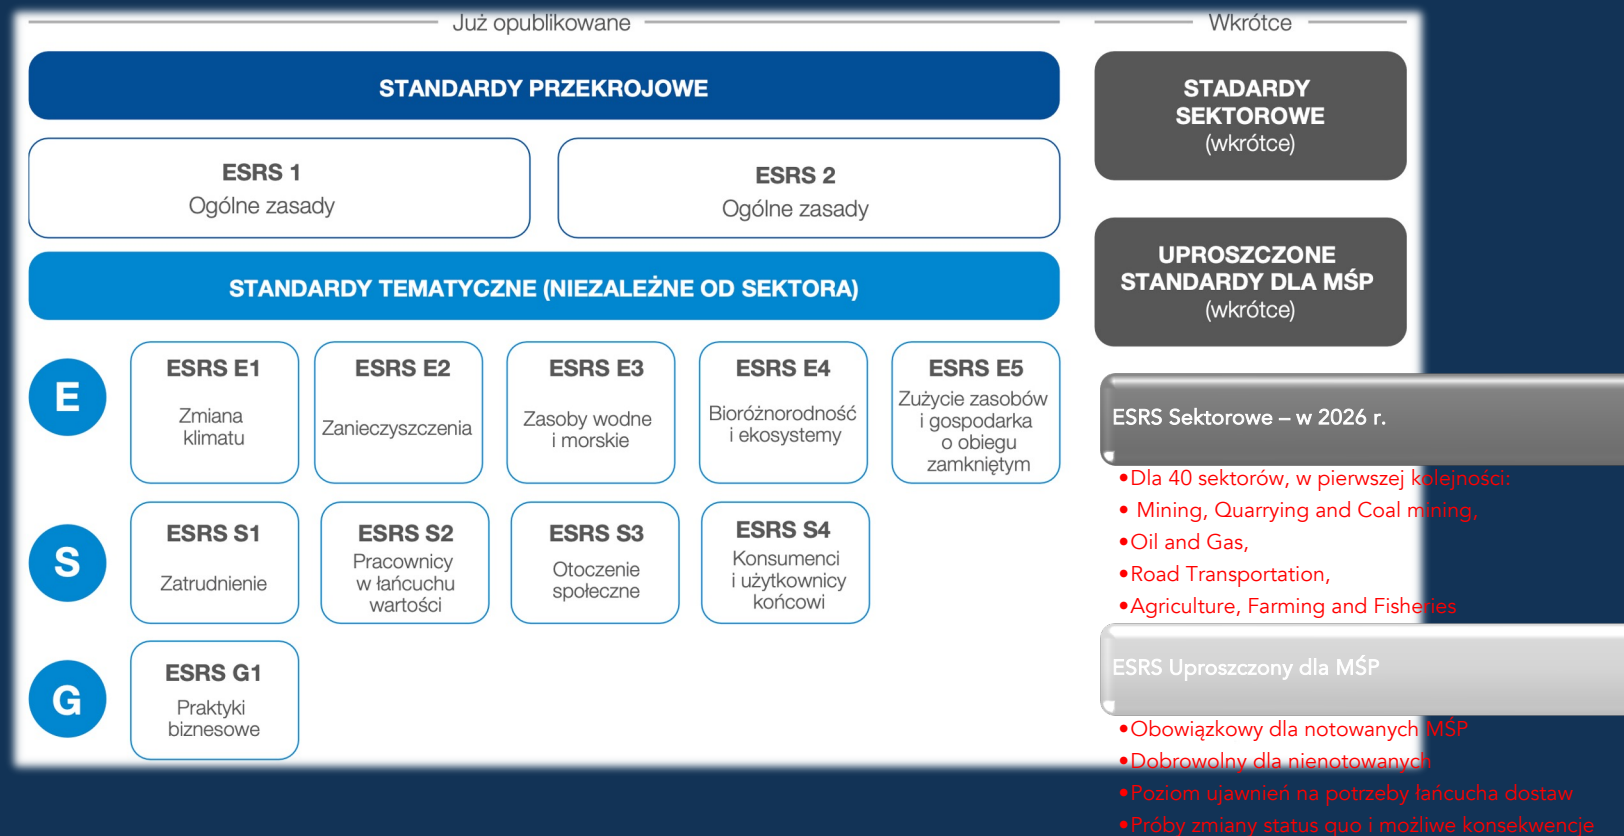 Już opublikowane
STANDARDY PRZEKROJOWE
ESRS 1
Ogólne zasady
ESRS 2
Ogólne zasady
STANDARDY TEMATYCZNE (NIEZALEŻNE OD SEKTORA)
E
ESRS E1
Zmiana
klimatu
ESRS E2
Zanieczyszczenia
ESRS E3
Zasoby wodne
i morskie
ESRS E4
Bioróżnorodność
i ekosystemy
ESRS E5
Zużycie zasobów
i gospodarka
o obiegu
zamkniętym
S
ESRS S1
Zatrudnienie
ESRS S2
Pracownicy
w łańcuchu
wartości
ESRS S3
Otoczenie
społeczne
ESRS S4
Konsumenci
i użytkownicy
końcowi
G
ESRS G1
Praktyki
biznesowe
Wkrótce
STADARDY
SEKTOROWE
(wkrótce)
UPROSZCZONE
STANDARDY DLA MŚP
(wkrótce)
ESRS Sektorowe – w 2026 r.
•Dla 40 sektorów, w pierwszej kolejności:
• Mining, Quarrying and Coal mining,
•Oil and Gas,
•Road Transportation,
•Agriculture, Farming and Fisheries
ESRS Uproszczony dla MŚP
•Obowiązkowy dla notowanych MŚP
•Dobrowolny dla nienotowanych
•Poziom ujawnień na potrzeby łańcucha dostaw
•Próby zmiany status quo i możliwe konsekwencje